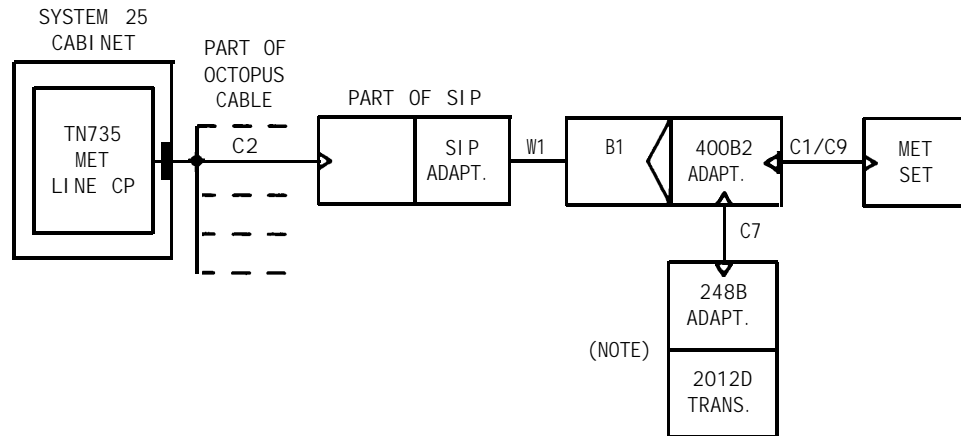 SYSTEM 25
CABINET
PART OF
OCTOPUS
CABLE
PART OF SIP
TN735
MET
LINE CP
C2
SIP
ADAPT.
W1
B1
400B2
ADAPT.
C1/C9
MET
SET
C7
248B
ADAPT.
(NOTE)
2012D
TRANS.